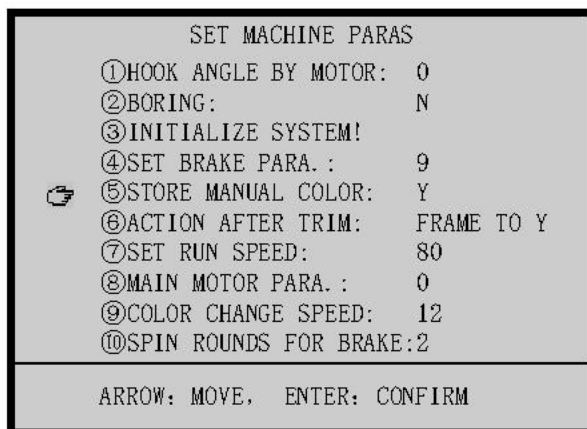 SET MACHINE PARAS
①HOOK ANGLE BY MOTOR: 0
②BORING: N
③INITIALIZE SYSTEM!
④SET BRAKE PARA.: 9
⑤STORE MANUAL COLOR: Y
⑥ACTION AFTER TRIM: FRAME TO Y
⑦SET RUN SPEED: 80
⑧MAIN MOTOR PARA.: 0
⑨COLOR CHANGE SPEED: 12
⑩SPIN ROUNDS FOR BRAKE:2
ARROW: MOVE, ENTER: CONFIRM